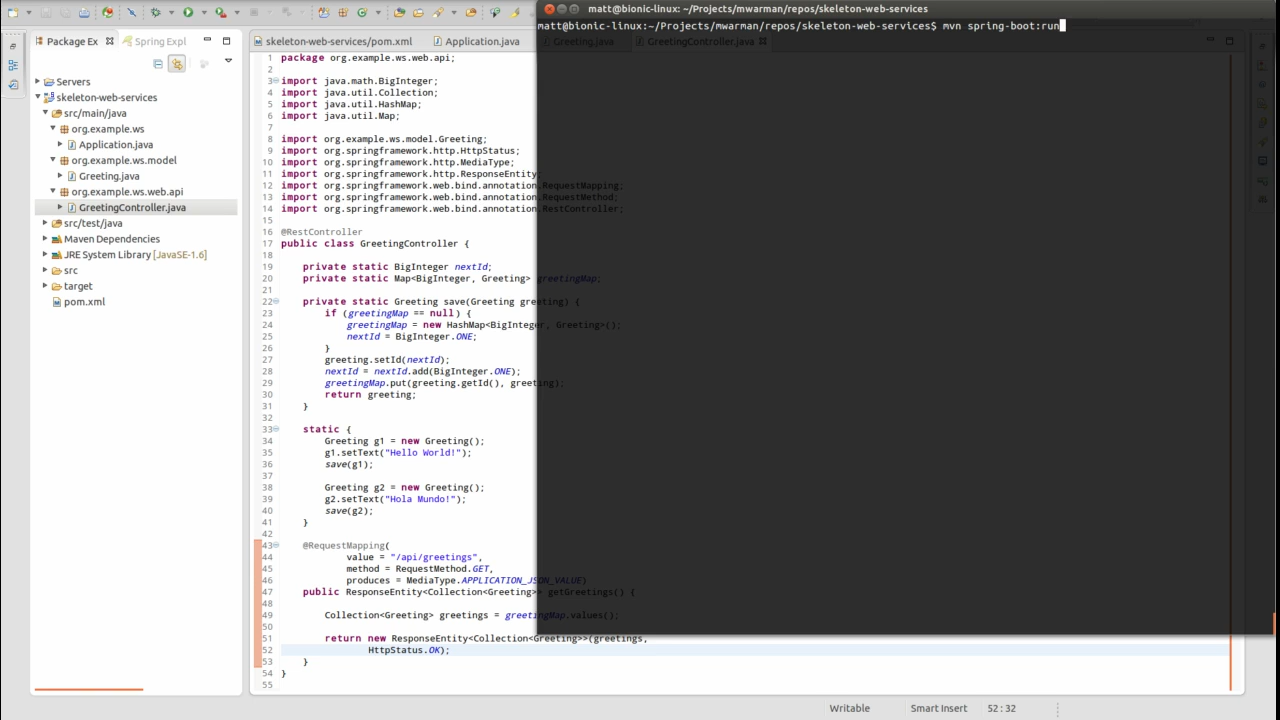 matt@bionic-linux: ~/Projects/mwarman/repos/skeleton-web-services
matt@bionic-linux:~/Projects/mwarman/repos/skeleton-web-services$ mvn spring-boot:run
Package Ex
Spring Expl
skeleton-web-services/pom.xml
Application.java
Greeting.java
GreetingController.java
Servers
skeleton-web-services
src/main/java
org.example.ws
Application.java
org.example.ws.model
Greeting.java
org.example.ws.web.api
GreetingController.java
src/test/java
Maven Dependencies
JRE System Library [JavaSE-1.6]
src
target
pom.xml
1 package org.example.ws.web.api;
2
3 import java.math.BigInteger;
4 import java.util.Collection;
5 import java.util.HashMap;
6 import java.util.Map;
7
8 import org.example.ws.model.Greeting;
9 import org.springframework.http.HttpStatus;
10 import org.springframework.http.MediaType;
11 import org.springframework.http.ResponseEntity;
12 import org.springframework.web.bind.annotation.RequestMapping;
13 import org.springframework.web.bind.annotation.RequestMethod;
14 import org.springframework.web.bind.annotation.RestController;
15
16 @RestController
17 public class GreetingController {
18
19 private static BigInteger nextId;
20 private static Map<BigInteger, Greeting> greetingMap;
21
22 private static Greeting save(Greeting greeting) {
23 if (greetingMap == null) {
24 greetingMap = new HashMap<BigInteger, Greeting>();
25 nextId = BigInteger.ONE;
26 }
27 greeting.setId(nextId);
28 nextId = nextId.add(BigInteger.ONE);
29 greetingMap.put(greeting.getId(), greeting);
30 return greeting;
31 }
32
33 static {
34 Greeting g1 = new Greeting();
35 g1.setText("Hello World!");
36 save(g1);
37
38 Greeting g2 = new Greeting();
39 g2.setText("Hola Mundo!");
40 save(g2);
41 }
42
43 @RequestMapping(
44 value = "/api/greetings",
45 method = RequestMethod.GET,
46 produces = MediaType.APPLICATION_JSON_VALUE)
47 public ResponseEntity<Collection<Greeting>> getGreetings() {
48
49 Collection<Greeting> greetings = greetingMap.values();
50
51 return new ResponseEntity<Collection<Greeting>>(greetings,
52 HttpStatus.OK);
53 }
54 }
55
Writable
Smart Insert
52 : 32